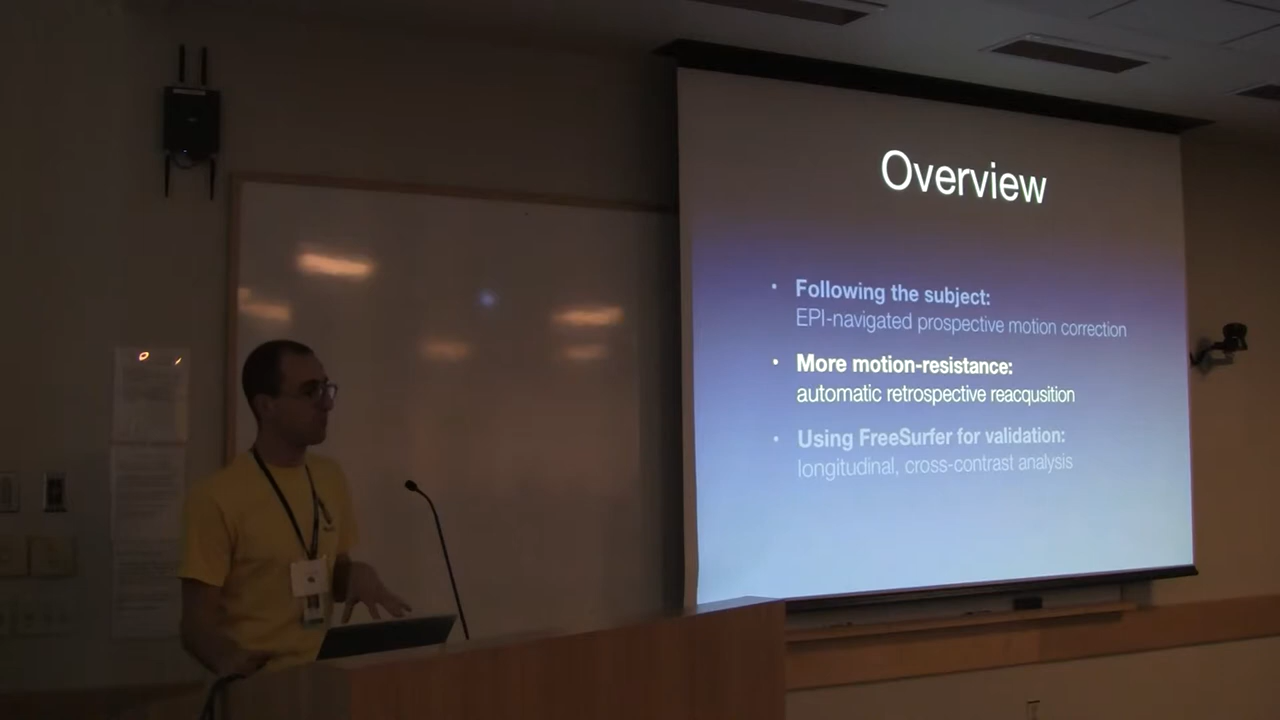 Overview
• Following the subject:
EPI-navigated prospective motion correction
• More motion-resistance:
automatic retrospective reacqusition
• Using FreeSurfer for validation:
longitudinal, cross-contrast analysis